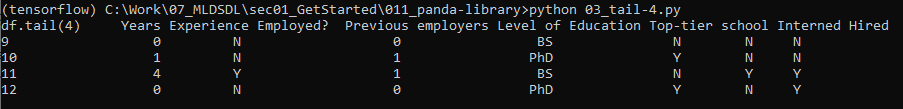 (tensorflow) C:\Work\07_MLDSDL\sec01_GetStarted\011_panda-library>python 03_tail-4.py
df.tail(4)     Years Experience Employed?  Previous employers Level of Education Top-tier school  Interned Hired
9                   0         N                   0                 BS               N     N     N
10                  1         N                   1                PhD               Y     N     N
11                  4         Y                   1                 BS               N     Y     Y
12                  0         N                   0                PhD               Y     N     Y